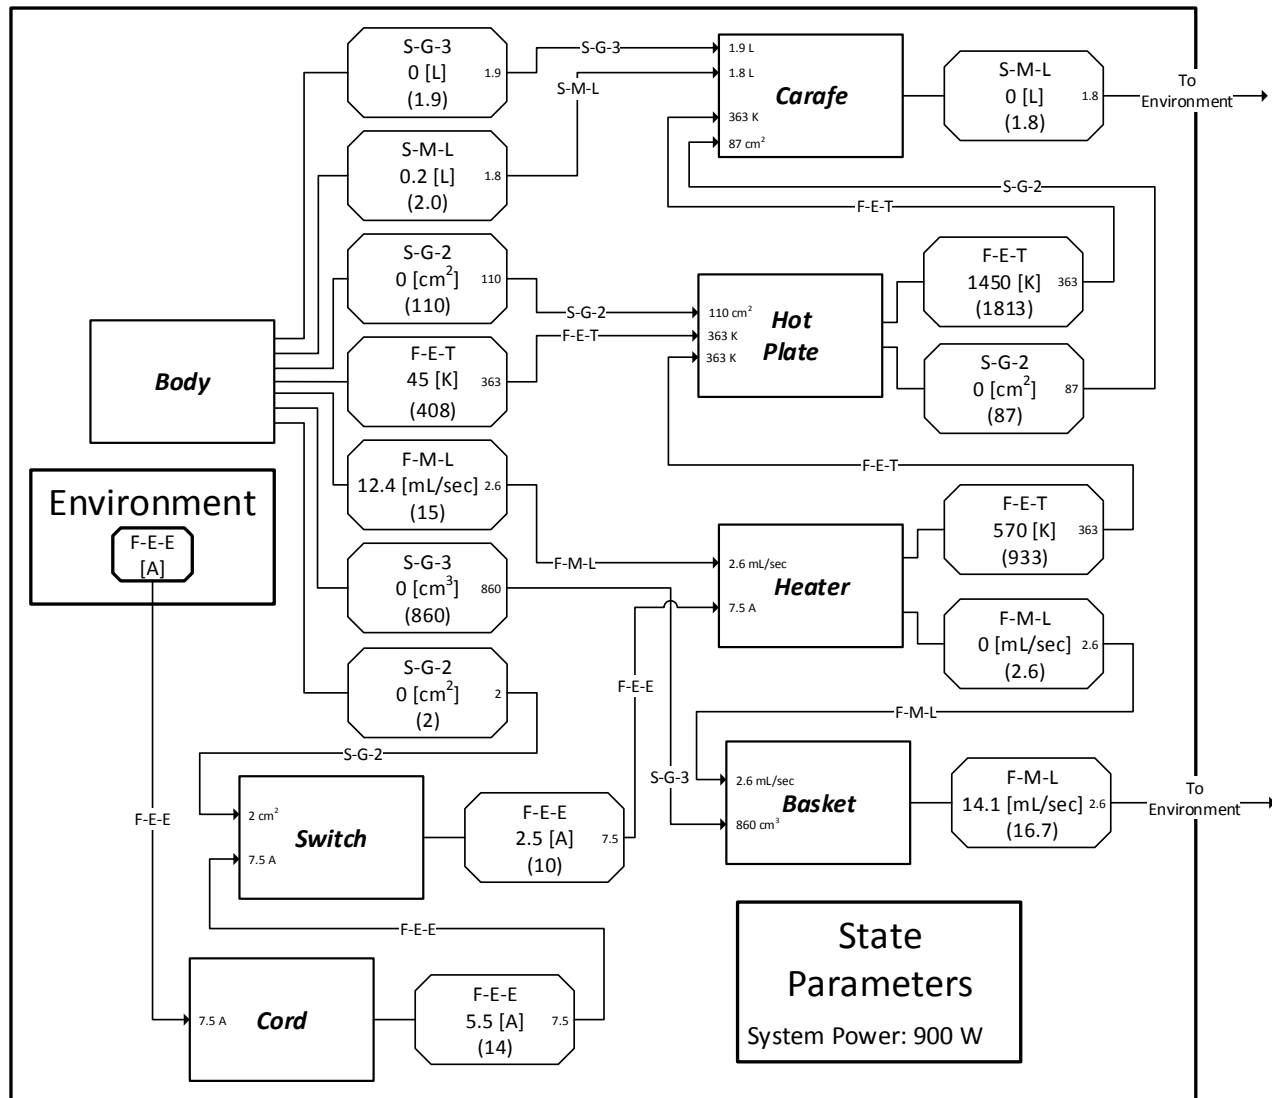 S-G-3
0 [L]
(1.9)
1.9
S-G-3
S-M-L
0.2 [L]
(2.0)
1.8
S-M-L
1.9 L
1.8 L
363 K
87 cm²
Carafe
S-M-L
0 [L]
(1.8)
1.8
To
Environment
S-G-2
F-E-T
S-G-2
0 [cm²]
(110)
110
S-G-2
F-E-T
45 [K]
(408)
363
F-E-T
110 cm²
363 K
363 K
Hot
Plate
F-E-T
1450 [K]
(1813)
363
S-G-2
0 [cm²]
(87)
87
Body
F-E-T
Environment
F-E-E
[A]
F-M-L
12.4 [mL/sec]
(15)
2.6
F-M-L
S-G-3
0 [cm³]
(860)
860
2.6 mL/sec
7.5 A
Heater
F-E-T
570 [K]
(933)
363
F-M-L
0 [mL/sec]
(2.6)
2.6
F-M-L
S-G-2
0 [cm²]
(2)
2
S-G-2
F-E-E
S-G-3
F-E-E
2 cm²
7.5 A
Switch
F-E-E
2.5 [A]
(10)
7.5
2.6 mL/sec
860 cm³
Basket
F-M-L
14.1 [mL/sec]
(16.7)
2.6
To
Environment
F-E-E
7.5 A
Cord
F-E-E
5.5 [A]
(14)
7.5
State
Parameters
System Power: 900 W